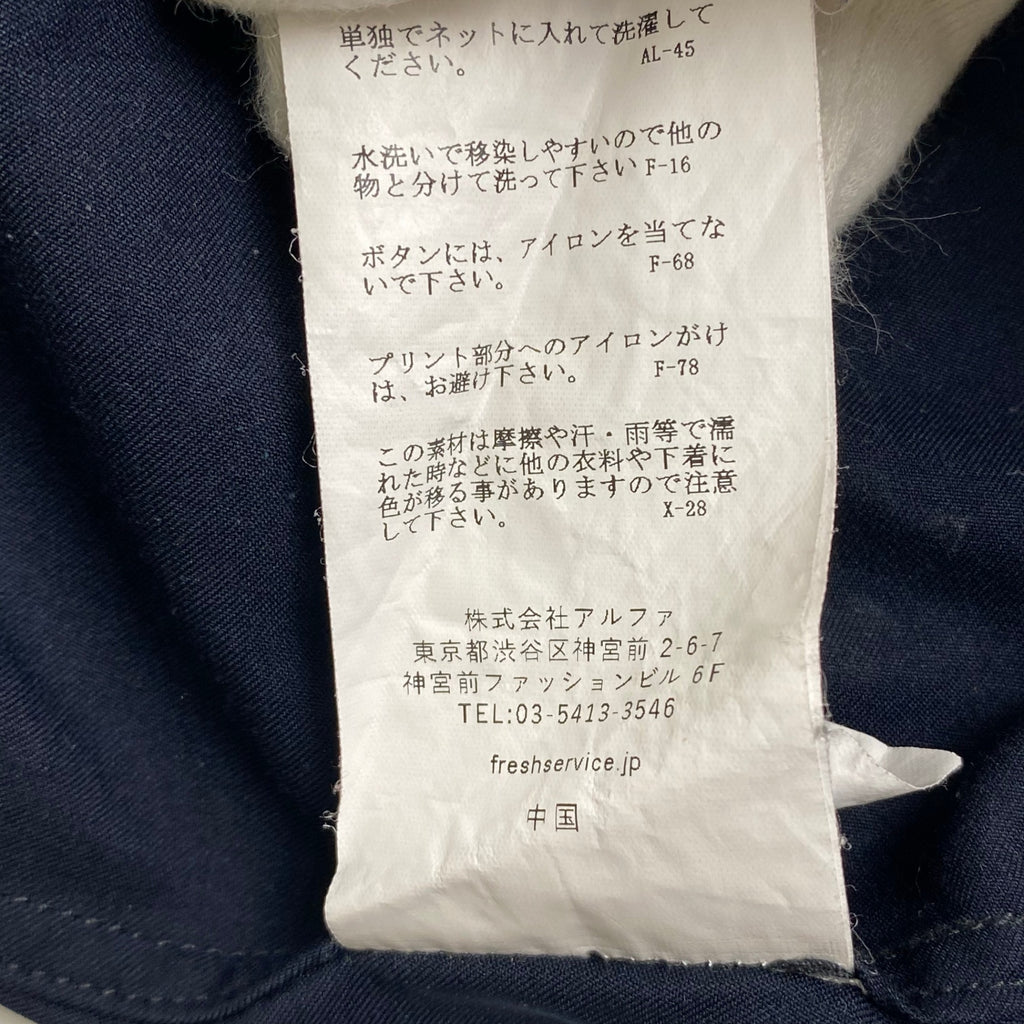 単独でネットに入れて洗濯して
ください。 AL-45
水洗いで移染しやすいので他の
物と分けて洗って下さい F-16
ボタンには、アイロンを当てな
いで下さい。 F-68
プリント部分へのアイロンがけ
は、お避け下さい。 F-78
この素材は摩擦や汗・雨等で濡
れた時などに他の衣料や下着に
色が移る事がありますので注意
して下さい。 X-28
株式会社アルファ
東京都渋谷区神宮前 2-6-7
神宮前ファッションビル 6F
TEL:03-5413-3546
freshservice.jp
中国